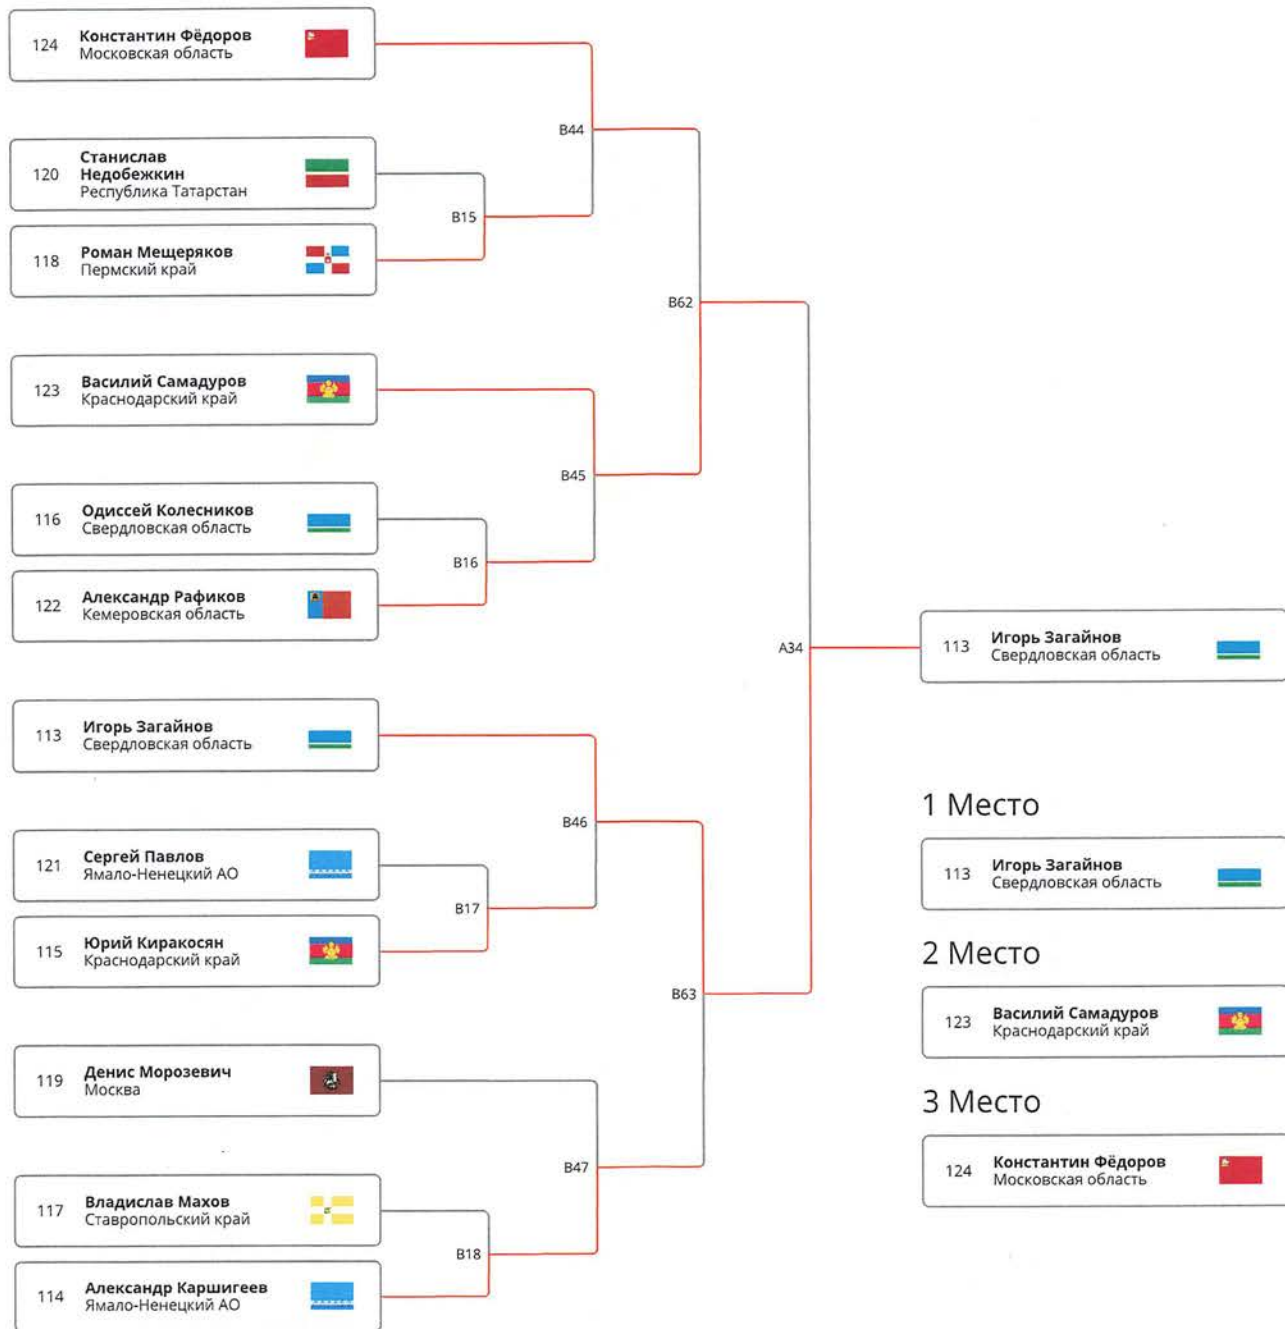 124
Константин Фёдоров
Московская область
B44
120
Станислав
Недобежкин
Республика Татарстан
B15
118
Роман Мещеряков
Пермский край
B62
123
Василий Самадуров
Краснодарский край
B45
116
Одиссей Колесников
Свердловская область
B16
122
Александр Рафиков
Кемеровская область
A34
113
Игорь Загайнов
Свердловская область
113
Игорь Загайнов
Свердловская область
B46
121
Сергей Павлов
Ямало-Ненецкий АО
B17
115
Юрий Киракосян
Краснодарский край
B63
119
Денис Морозевич
Москва
B47
117
Владислав Махов
Ставропольский край
B18
114
Александр Каршигеев
Ямало-Ненецкий АО
1 Место
113
Игорь Загайнов
Свердловская область
2 Место
123
Василий Самадуров
Краснодарский край
3 Место
124
Константин Фёдоров
Московская область